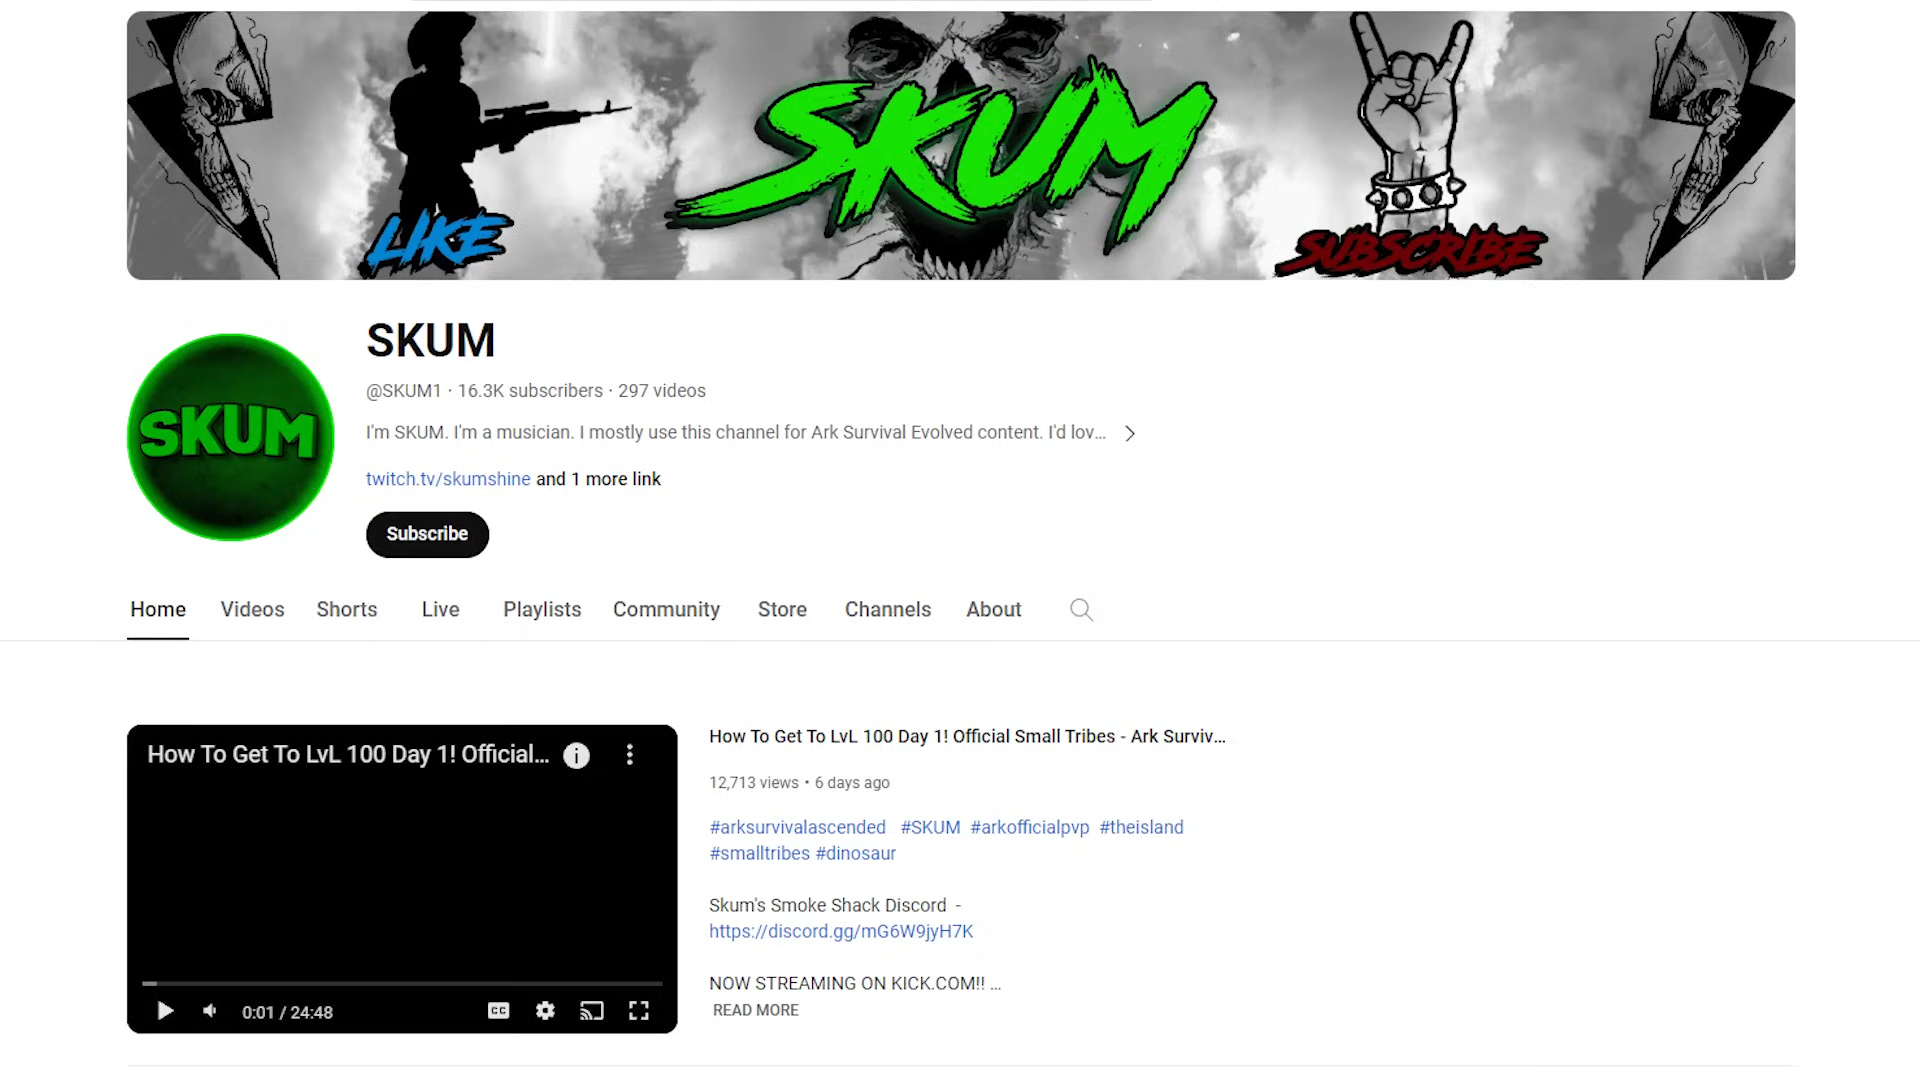 SKUM
LIKE
SUBSCRIBE
SKUM
SKUM
@SKUM1 · 16.3K subscribers · 297 videos
I'm SKUM. I'm a musician. I mostly use this channel for Ark Survival Evolved content. I'd lov...
twitch.tv/skumshine and 1 more link
Subscribe
Home Videos Shorts Live Playlists Community Store Channels About
How To Get To LvL 100 Day 1! Official...
0:01 / 24:48
CC
How To Get To LvL 100 Day 1! Official Small Tribes - Ark Surviv...
12,713 views • 6 days ago
#arksurvivalascended #SKUM #arkofficialpvp #theisland
#smalltribes #dinosaur
Skum's Smoke Shack Discord -
https://discord.gg/mG6W9jyH7K
NOW STREAMING ON KICK.COM!! ...
READ MORE